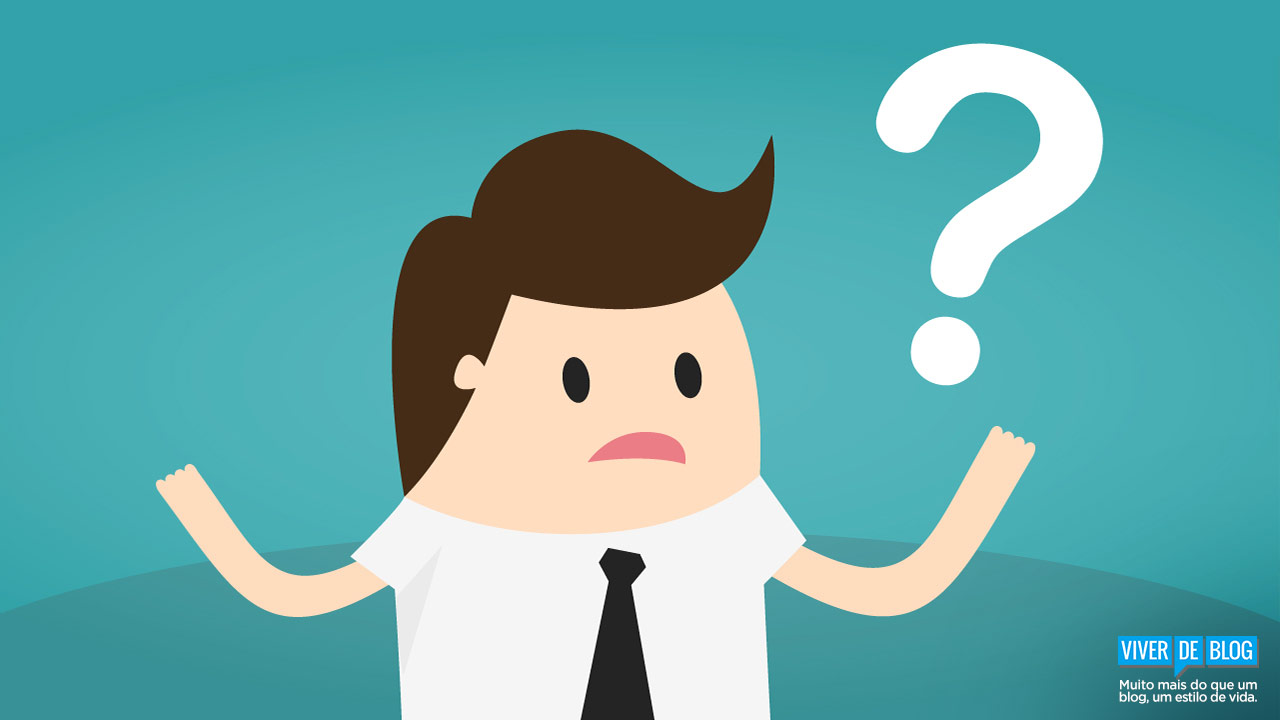 ?
VIVER DE BLOG
Muito mais do que um
blog, um estilo de vida.